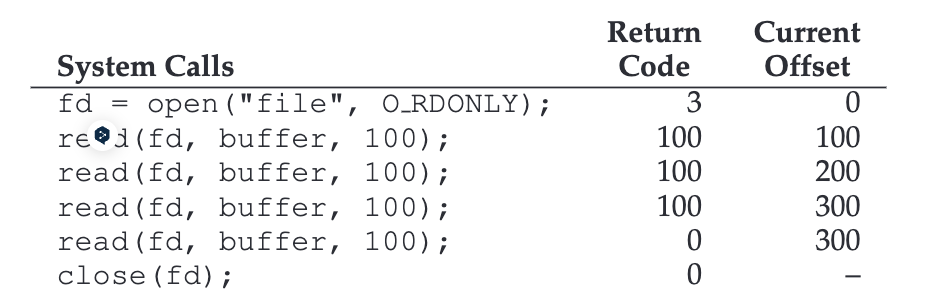 Return Current
System Calls Code Offset
fd = open("file", O_RDONLY); 3 0
read(fd, buffer, 100); 100 100
read(fd, buffer, 100); 100 200
read(fd, buffer, 100); 100 300
read(fd, buffer, 100); 0 300
close(fd); 0 –